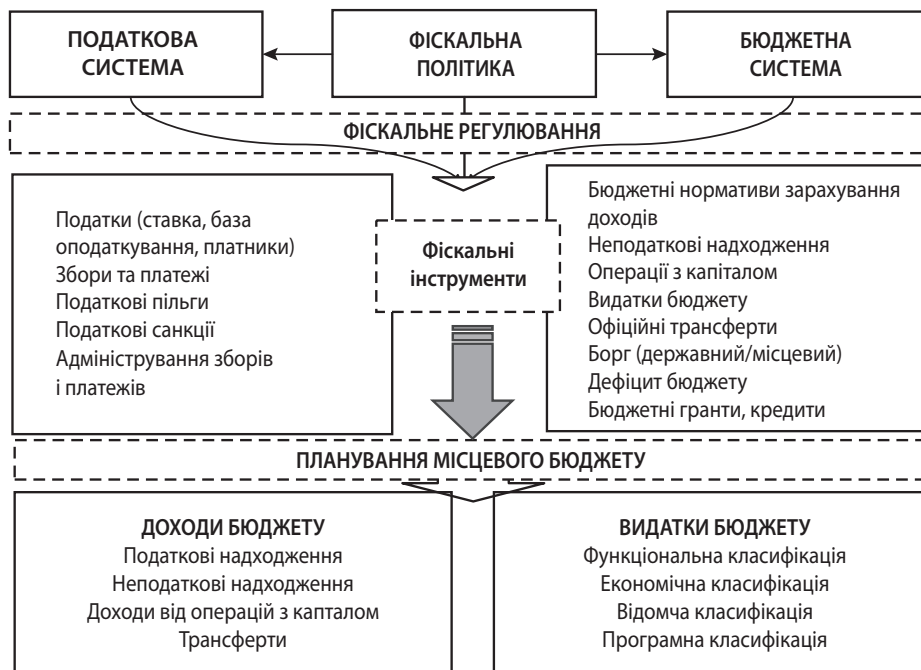 ПОДАТКОВА
СИСТЕМА
ФІСКАЛЬНА
ПОЛІТИКА
БЮДЖЕТНА
СИСТЕМА
ФІСКАЛЬНЕ РЕГУЛЮВАННЯ
Податки (ставка, база
оподаткування, платники)
Збори та платежі
Податкові пільги
Податкові санкції
Адміністрування зборів
і платежів
Фіскальні
інструменти
Бюджетні нормативи зарахування
доходів
Неподаткові надходження
Операції з капіталом
Видатки бюджету
Офіційні трансферти
Борг (державний/місцевий)
Дефіцит бюджету
Бюджетні гранти, кредити
ПЛАНУВАННЯ МІСЦЕВОГО БЮДЖЕТУ
ДОХОДИ БЮДЖЕТУ
Податкові надходження
Неподаткові надходження
Доходи від операцій з капталом
Трансферти
ВИДАТКИ БЮДЖЕТУ
Функціональна класифікація
Економічна класифікація
Відомча класифікація
Програмна класифікація